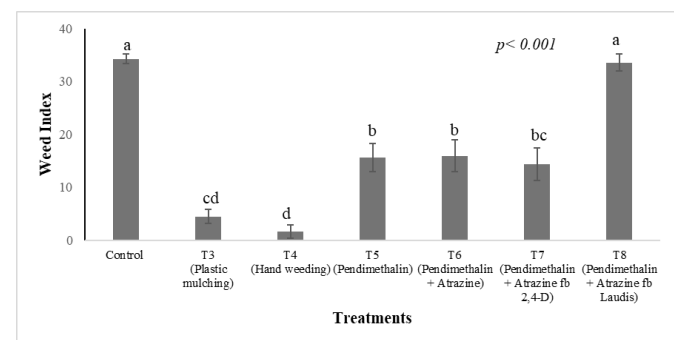 40
30
20
10
0
Weed Index
p< 0.001
a
cd
d
b
b
bc
a
Control
T3
(Plastic
mulching)
T4
(Hand weeding)
T5
(Pendimethalin)
T6
(Pendimethalin
+ Atrazine)
T7
(Pendimethalin
+ Atrazine fb
2,4-D)
T8
(Pendimethalin
+ Atrazine fb
Laudis)
Treatments